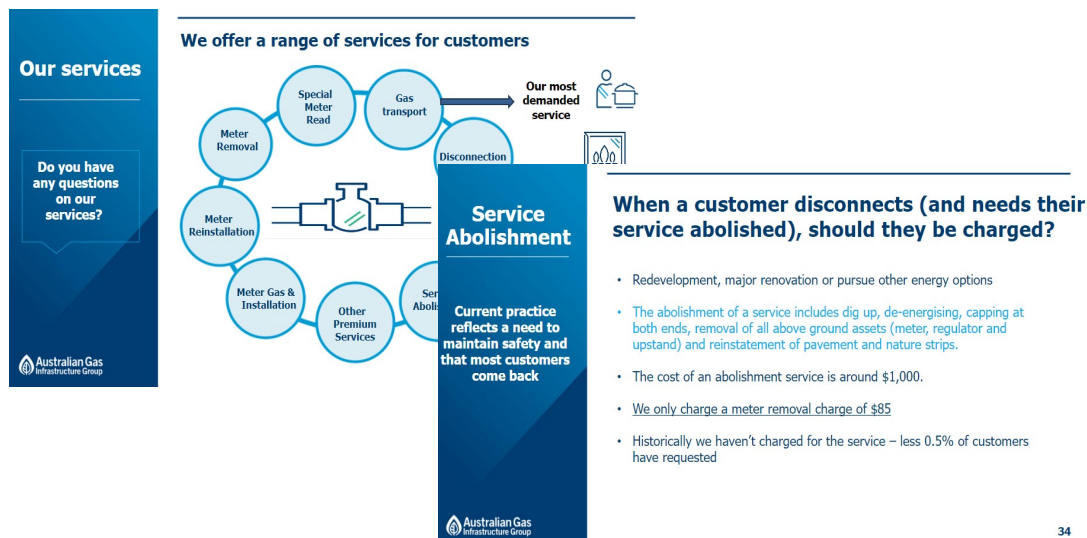 Our services
Do you have
any questions
on our
services?
Australian Gas
Infrastructure Group
We offer a range of services for customers
Special
Meter
Read
Gas
transport
Our most
demanded
service
Meter
Removal
Disconnection
Meter
Reinstallation
Meter Gas &
Installation
Other
Premium
Services
Ser
Aboli
Service
Abolishment
Current practice
reflects a need to
maintain safety and
that most customers
come back
Australian Gas
Infrastructure Group
When a customer disconnects (and needs their
service abolished), should they be charged?
• Redevelopment, major renovation or pursue other energy options
• The abolishment of a service includes dig up, de-energising, capping at
both ends, removal of all above ground assets (meter, regulator and
upstand) and reinstatement of pavement and nature strips.
• The cost of an abolishment service is around $1,000.
• We only charge a meter removal charge of $85
• Historically we haven't charged for the service – less 0.5% of customers
have requested
34